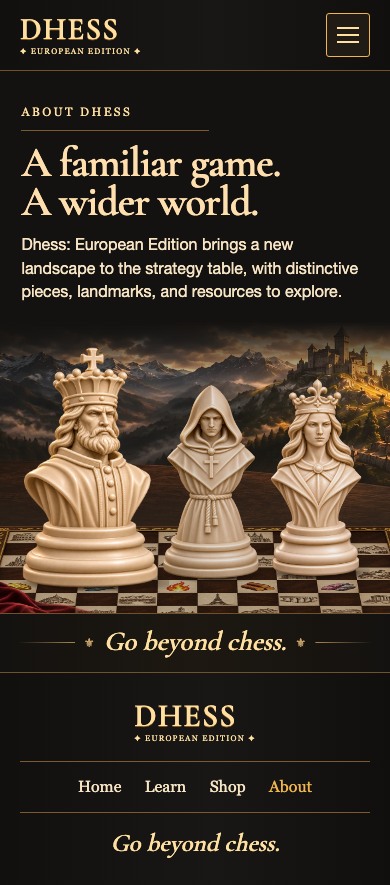 DHESS
✦ EUROPEAN EDITION ✦
ABOUT DHESS
A familiar game.
A wider world.
Dhess: European Edition brings a new
landscape to the strategy table, with distinctive
pieces, landmarks, and resources to explore.
Go beyond chess.
DHESS
✦ EUROPEAN EDITION ✦
Home Learn Shop About
Go beyond chess.